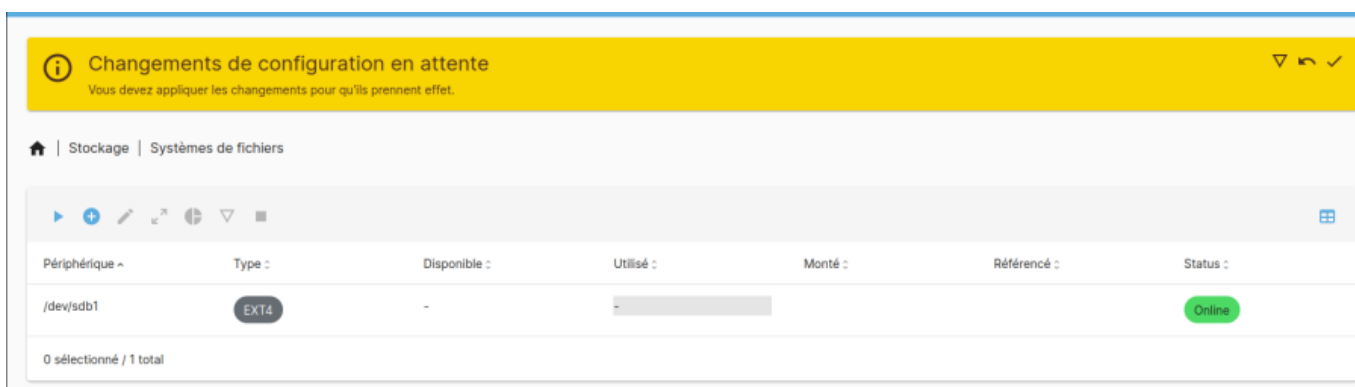 Changements de configuration en attente
Vous devez appliquer les changements pour qu'ils prennent effet.
| Stockage | Systèmes de fichiers
Périphérique Type Disponible Utilisé Monté Référencé Status
/dev/sdb1 EXT4 - - Online
0 sélectionné / 1 total